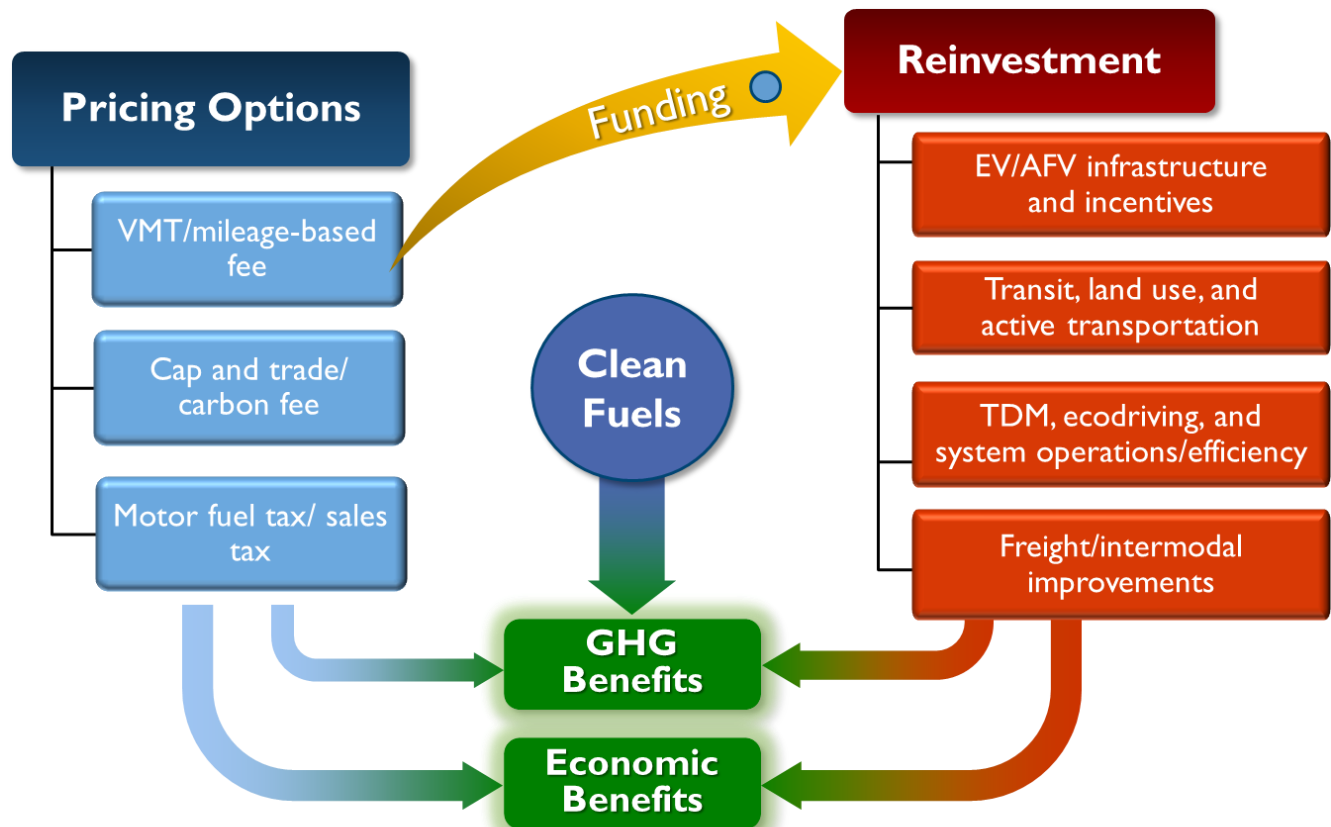 Pricing Options
VMT/mileage-based
fee
Cap and trade/
carbon fee
Motor fuel tax/ sales
tax
Funding
Reinvestment
EV/AFV infrastructure
and incentives
Transit, land use, and
active transportation
TDM, ecodriving, and
system operations/efficiency
Freight/intermodal
improvements
Clean
Fuels
GHG
Benefits
Economic
Benefits